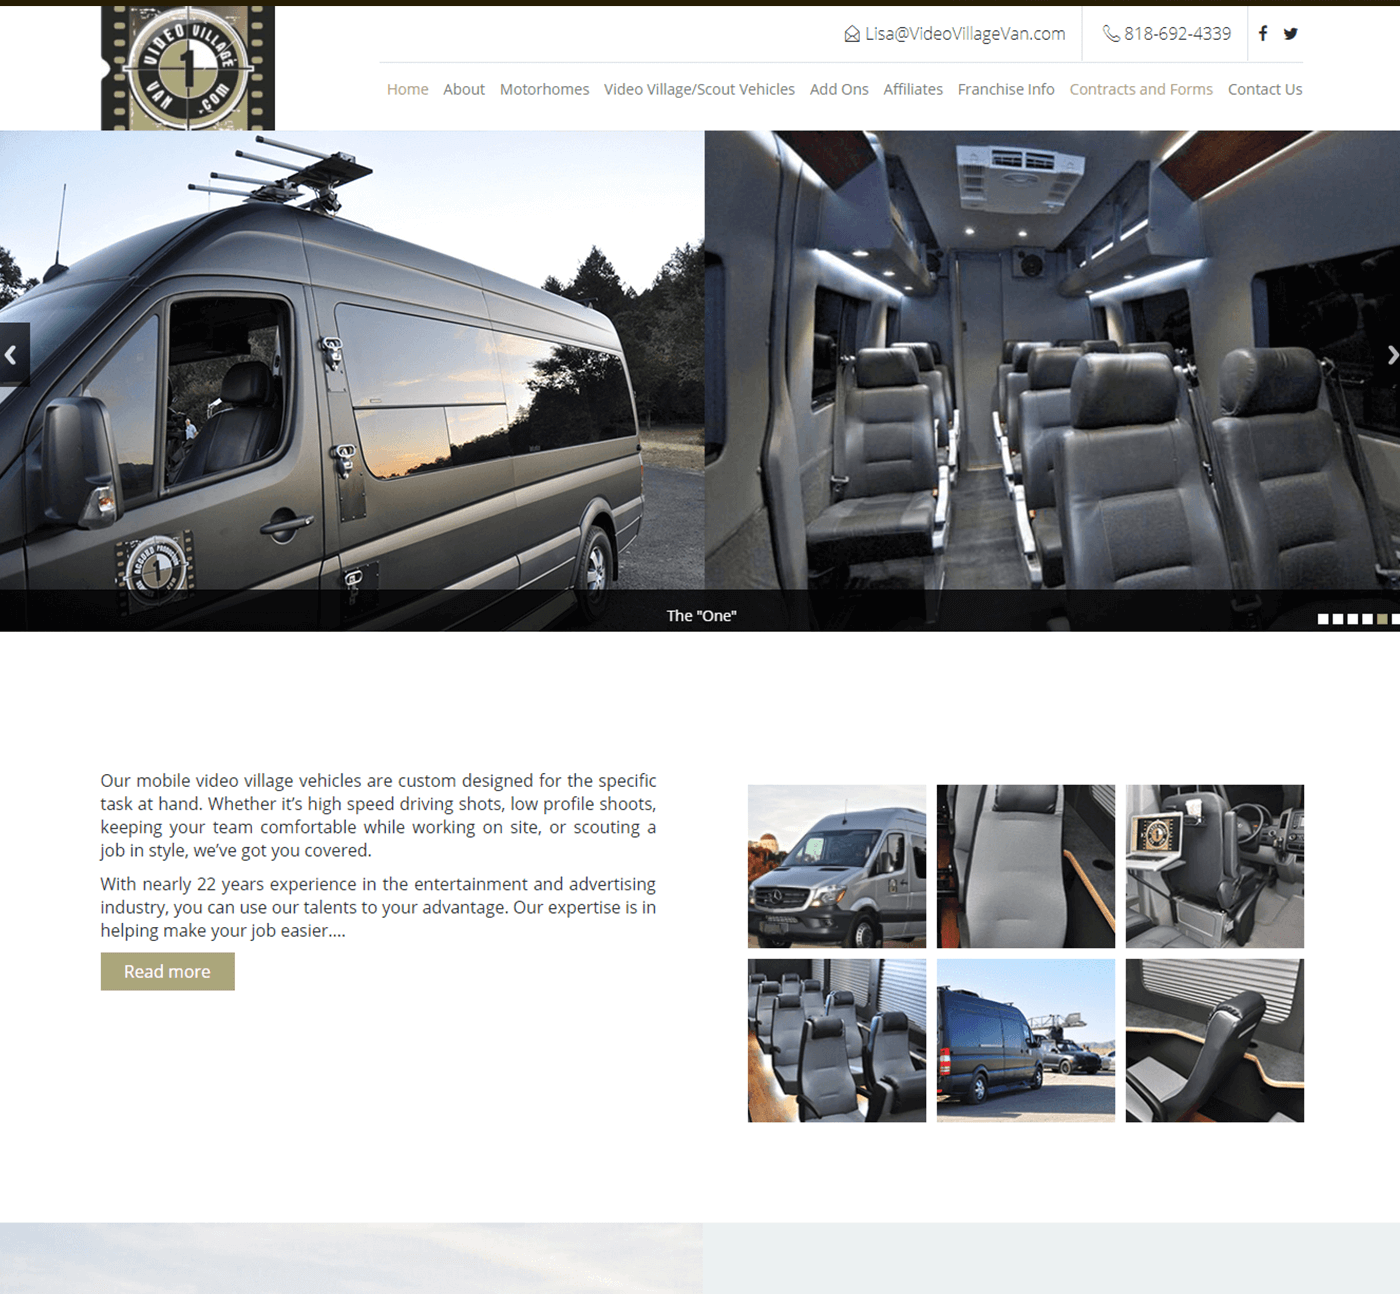 VIDEO VILLAGE
1
VAN .COM
Lisa@VideoVillageVan.com
818-692-4339
Home About Motorhomes Video Village/Scout Vehicles Add Ons Affiliates Franchise Info Contracts and Forms Contact Us
ACCORD PRODUCTIONS
1
The "One"
Our mobile video village vehicles are custom designed for the specific
task at hand. Whether it’s high speed driving shots, low profile shoots,
keeping your team comfortable while working on site, or scouting a
job in style, we’ve got you covered.
With nearly 22 years experience in the entertainment and advertising
industry, you can use our talents to your advantage. Our expertise is in
helping make your job easier....
Read more